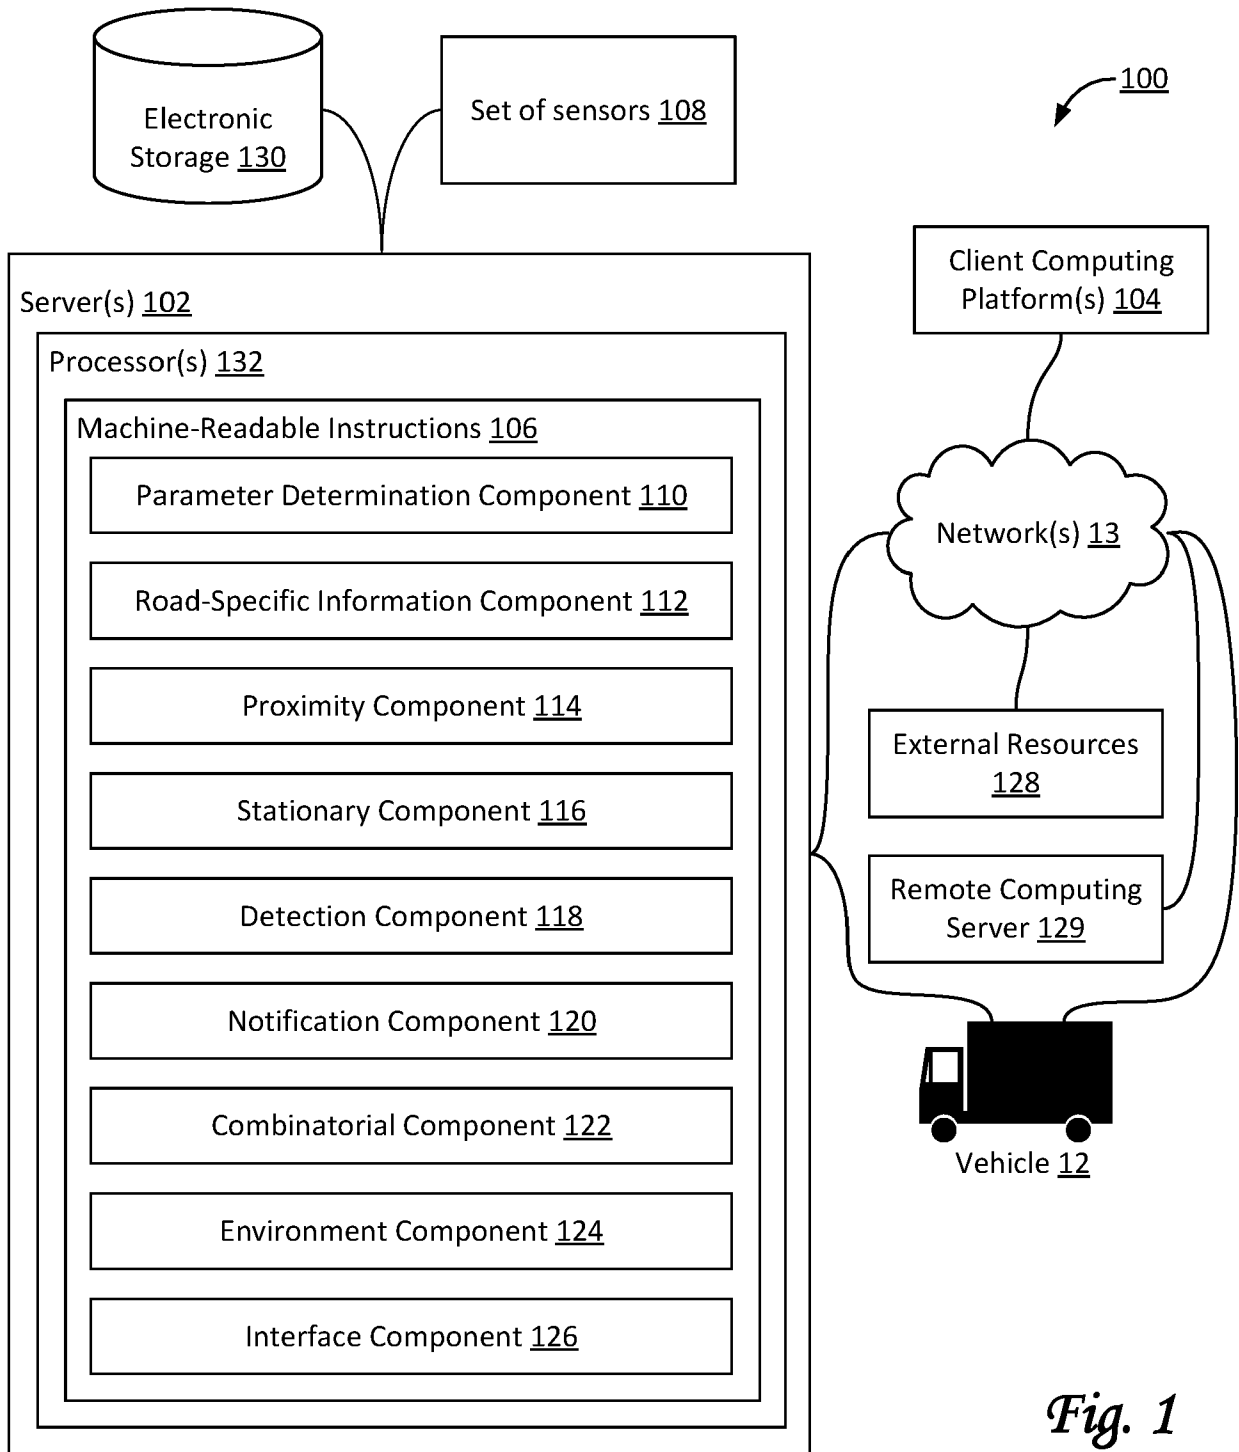 Electronic
Storage 130
Set of sensors 108
100
Client Computing
Platform(s) 104
Server(s) 102
Processor(s) 132
Machine-Readable Instructions 106
Parameter Determination Component 110
Road-Specific Information Component 112
Proximity Component 114
Stationary Component 116
Detection Component 118
Notification Component 120
Combinatorial Component 122
Environment Component 124
Interface Component 126
Network(s) 13
External Resources
128
Remote Computing
Server 129
Vehicle 12
Fig. 1